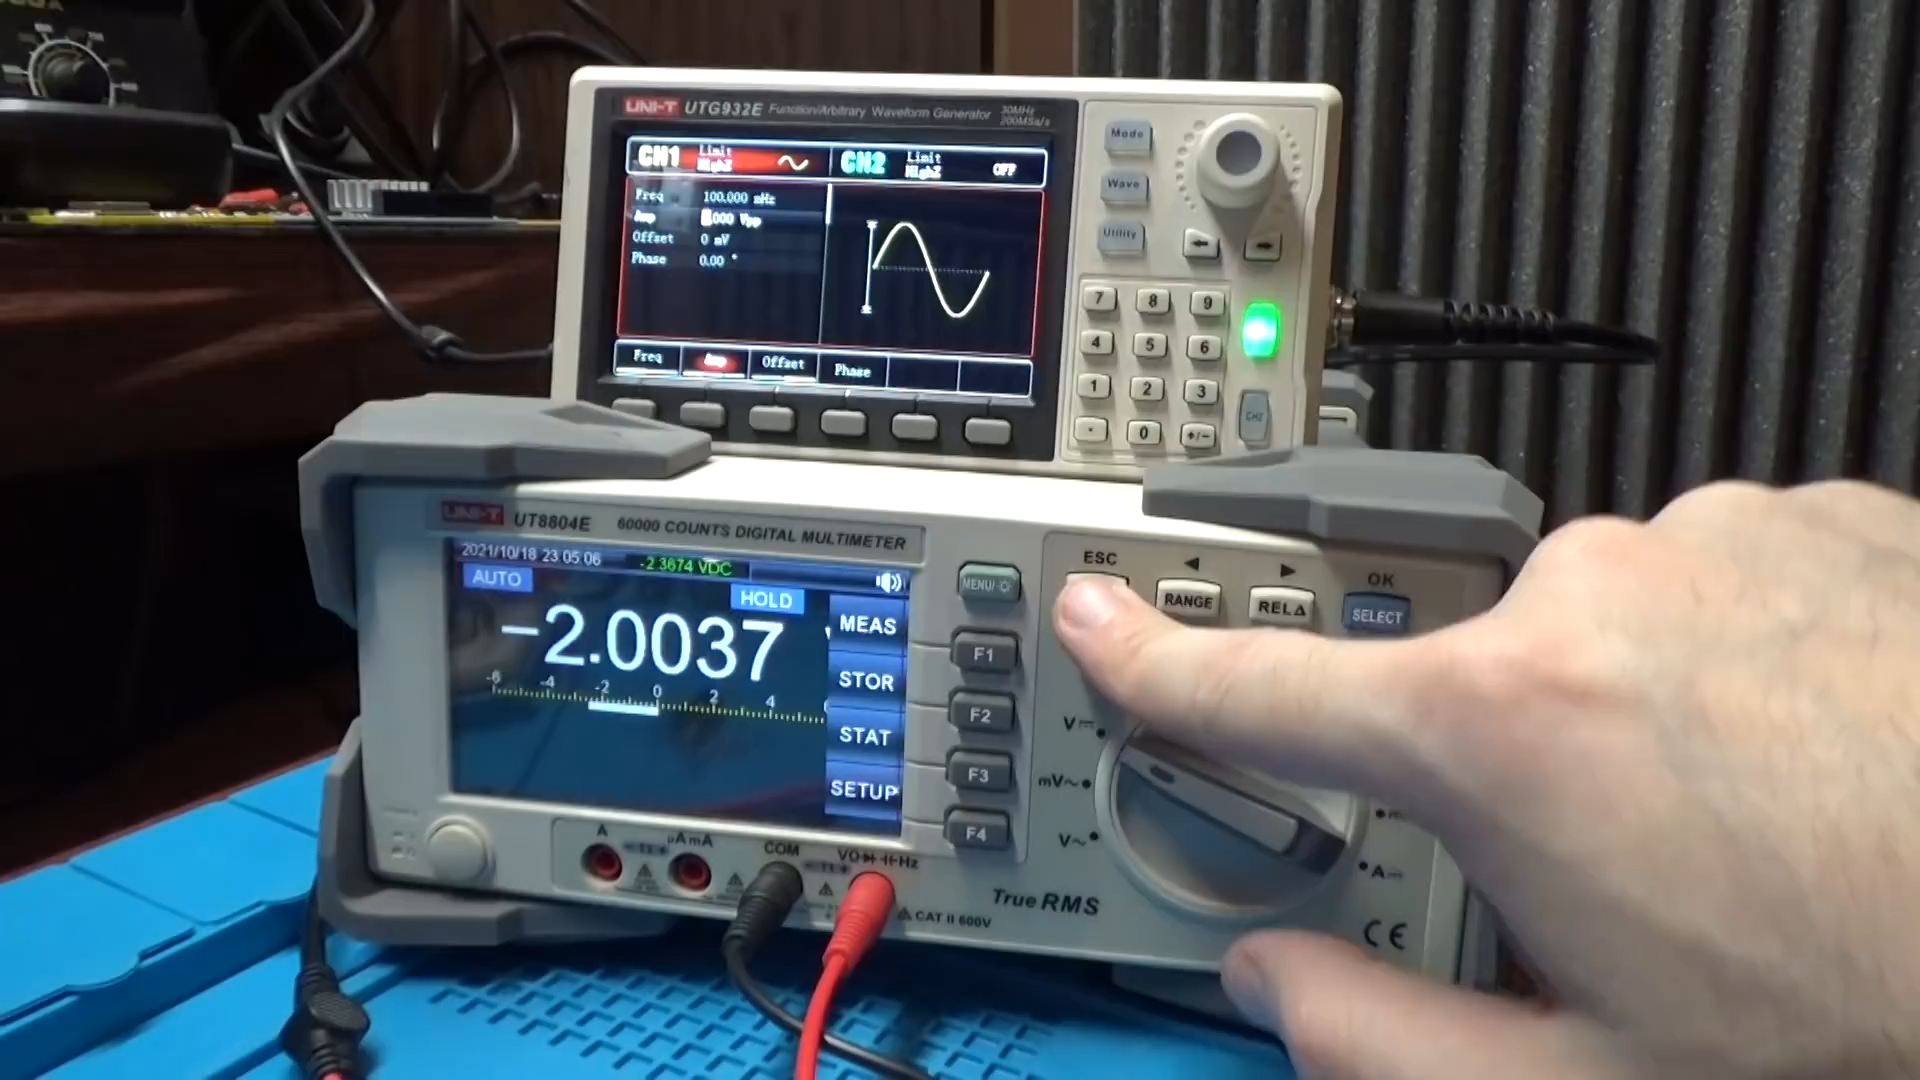 UNI-T UTG932E Function/Arbitrary Waveform Generator 30MHz 200MSa/s
CH1 Limit HighZ
CH2 Limit HighZ OFF
Freq 100.000 mHz
Amp .000 Vpp
Offset 0 mV
Phase 0.00 °
Freq Amp Offset Phase
Mode
Wave
Utility
7 8 9
4 5 6
1 2 3
. 0 +/-
CH2
UNI-T UT8804E 60000 COUNTS DIGITAL MULTIMETER
2021/10/18 23:05:06 -2.3674 VDC
AUTO
HOLD
-2.0037
-6 -4 -2 0 2 4
MEAS
STOR
STAT
SETUP
MENU/
F1
F2
F3
F4
ESC
RANGE
RELΔ
OK
SELECT
V
mV~
V~
A
A
µAmA
COM
VΩ Hz
True RMS
CAT II 600V
CE